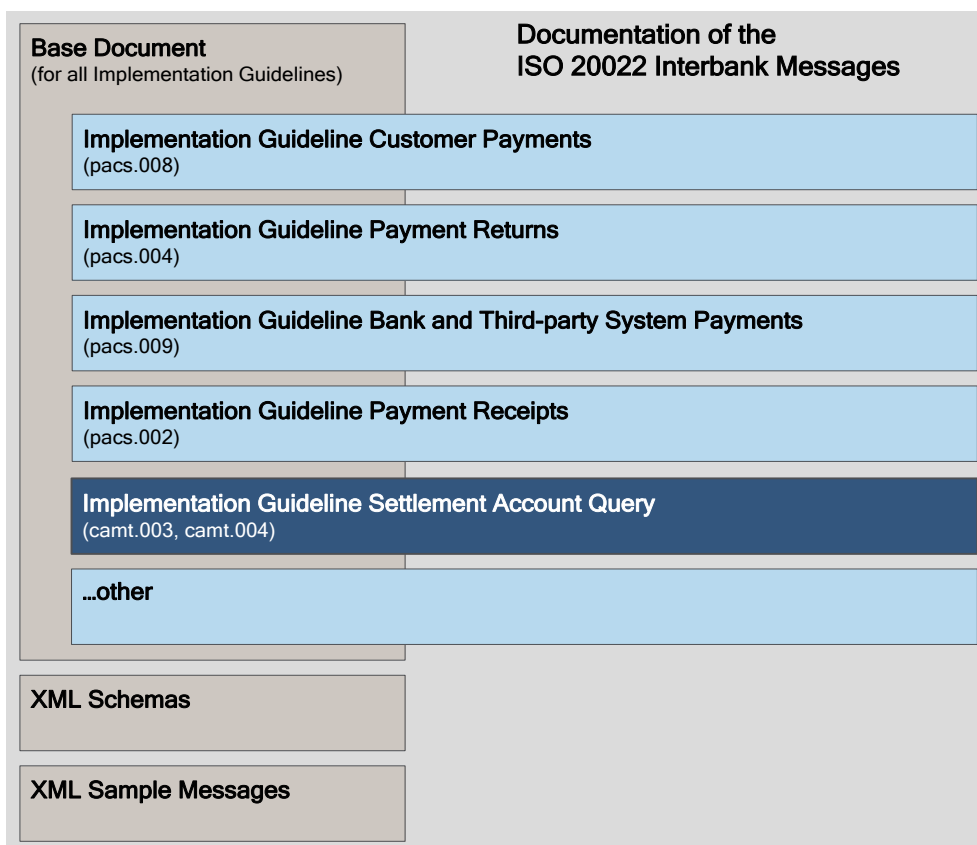 Base Document
(for all Implementation Guidelines)
Documentation of the
ISO 20022 Interbank Messages
Implementation Guideline Customer Payments
(pacs.008)
Implementation Guideline Payment Returns
(pacs.004)
Implementation Guideline Bank and Third-party System Payments
(pacs.009)
Implementation Guideline Payment Receipts
(pacs.002)
Implementation Guideline Settlement Account Query
(camt.003, camt.004)
...other
XML Schemas
XML Sample Messages